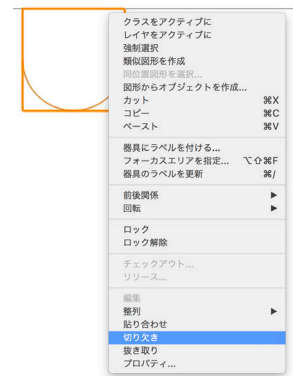 クラスをアクティブに
レイヤをアクティブに
強制選択
類似図形を作成
同位置図形を選択...
図形からオブジェクトを作成...
カット ⌘X
コピー ⌘C
ペースト ⌘V
器具にラベルを付ける...
フォーカスエリアを指定... ⌥⇧⌘F
器具のラベルを更新 ⌘/
前後関係 ▶
回転 ▶
ロック
ロック解除
チェックアウト...
リリース...
編集
整列 ▶
貼り合わせ
切り欠き
抜き取り
プロパティ...